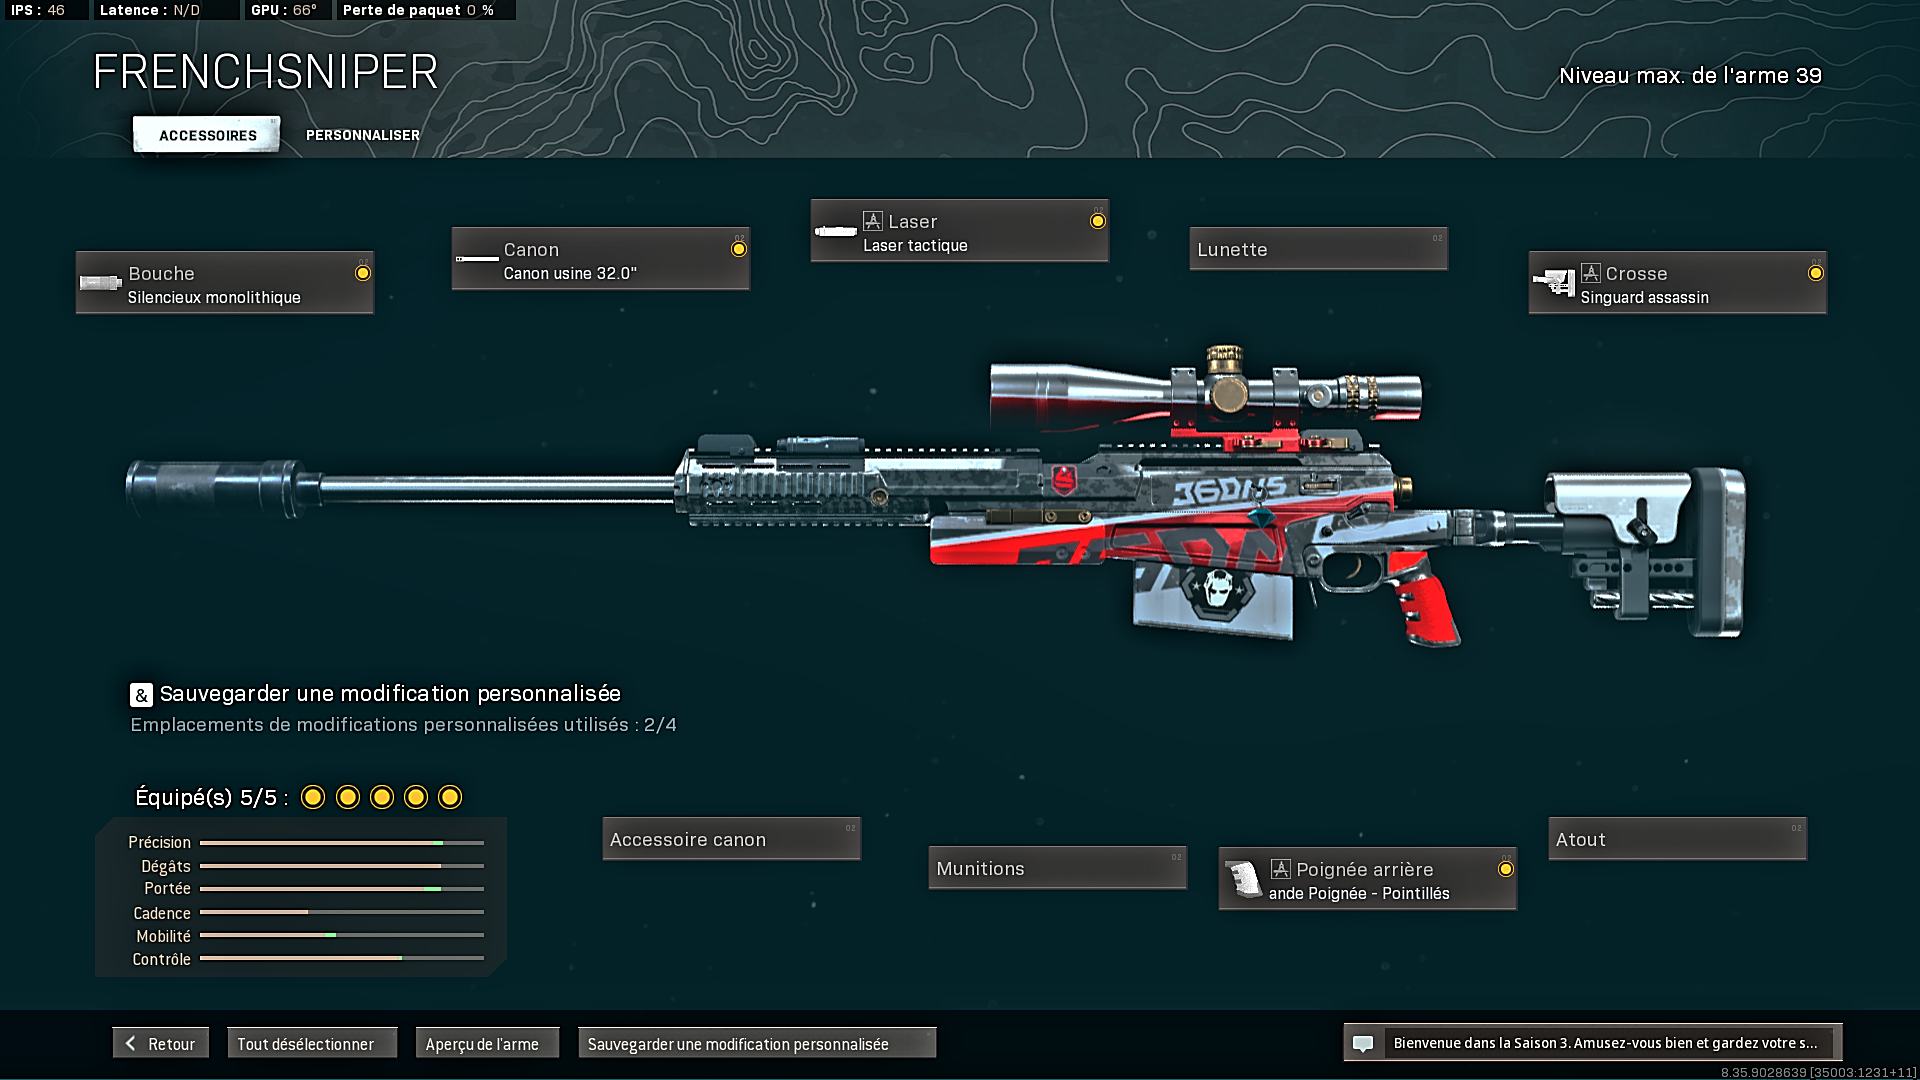 IPS : 46 Latence : N/D GPU : 66° Perte de paquet 0 %
FRENCHSNIPER
Niveau max. de l'arme 39
ACCESSOIRES PERSONNALISER
Laser
Laser tactique
Canon
Canon usine 32.0"
Lunette
Bouche
Silencieux monolithique
Crosse
Singuard assassin
36DNS
& Sauvegarder une modification personnalisée
Emplacements de modifications personnalisées utilisés : 2/4
Équipé(s) 5/5 :
Précision
Dégâts
Portée
Cadence
Mobilité
Contrôle
Accessoire canon
Munitions
Poignée arrière
ande Poignée - Pointillés
Atout
Retour
Tout désélectionner
Aperçu de l'arme
Sauvegarder une modification personnalisée
Bienvenue dans la Saison 3. Amusez-vous bien et gardez votre s...
8.35.9028639 [35003:1231+11]